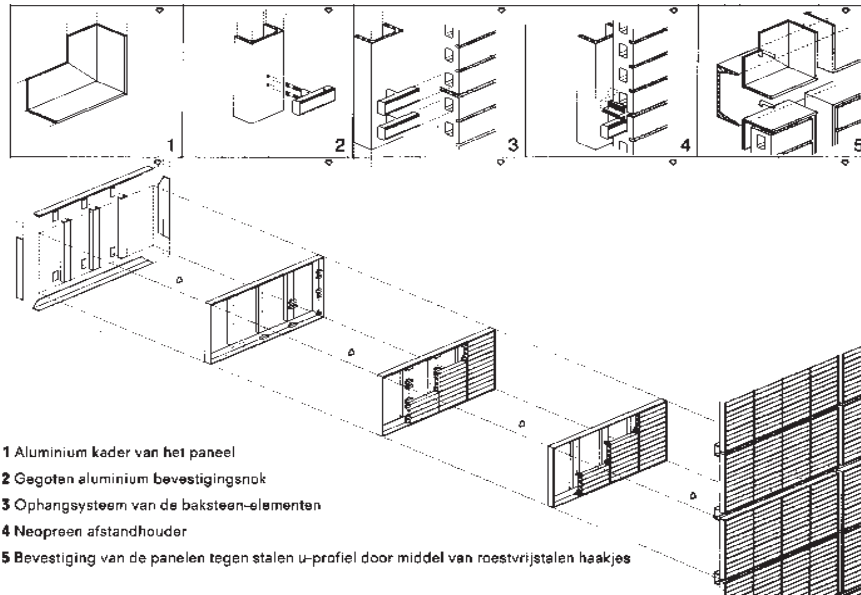 1
2
3
4
5
1 Aluminium kader van het paneel
2 Gegoten aluminium bevestigingsnok
3 Ophangsysteem van de baksteen-elementen
4 Neopreen afstandhouder
5 Bevestiging van de panelen tegen stalen u-profiel door middel van roestvrijstalen haakjes